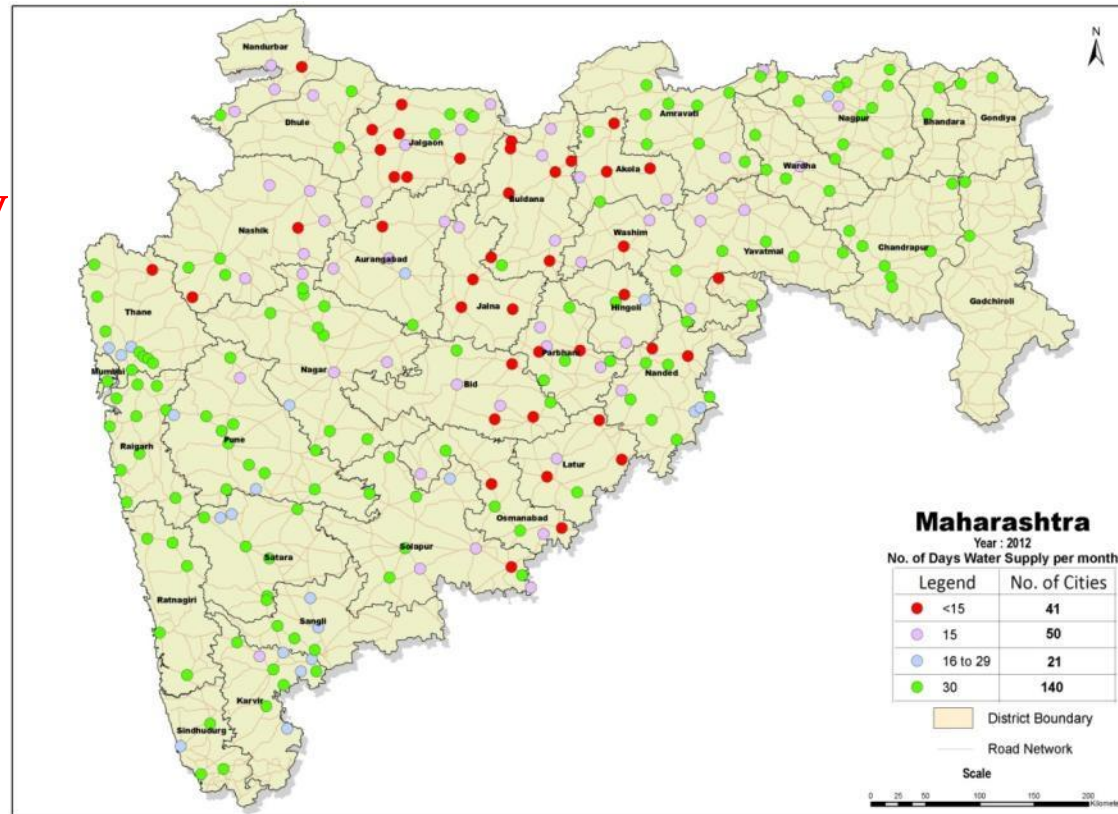 N
Nandurbar
Dhule
Jalgaon
Buldana
Akola
Amravati
Nagpur
Bhandara
Gondiya
Wardha
y
Nashik
Aurangabad
Washim
Yavatmal
Chandrapur
Gadchiroli
Thane
Jalna
Hingoli
Parbhani
Mumbai
Nagar
Bid
Nanded
Raigarh
Pune
Latur
Osmanabad
Satara
Solapur
Ratnagiri
Sangli
Karvir
Sindhudurg
Maharashtra
Year : 2012
No. of Days Water Supply per month
Legend No. of Cities
<15 41
15 50
16 to 29 21
30 140
District Boundary
Road Network
Scale
0 25 50 100 150 200